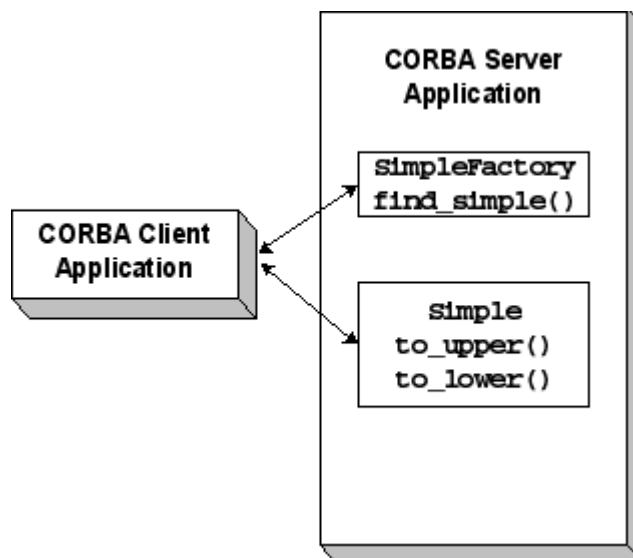 CORBA Server
Application
SimpleFactory
find_simple()
CORBA Client
Application
Simple
to_upper()
to_lower()